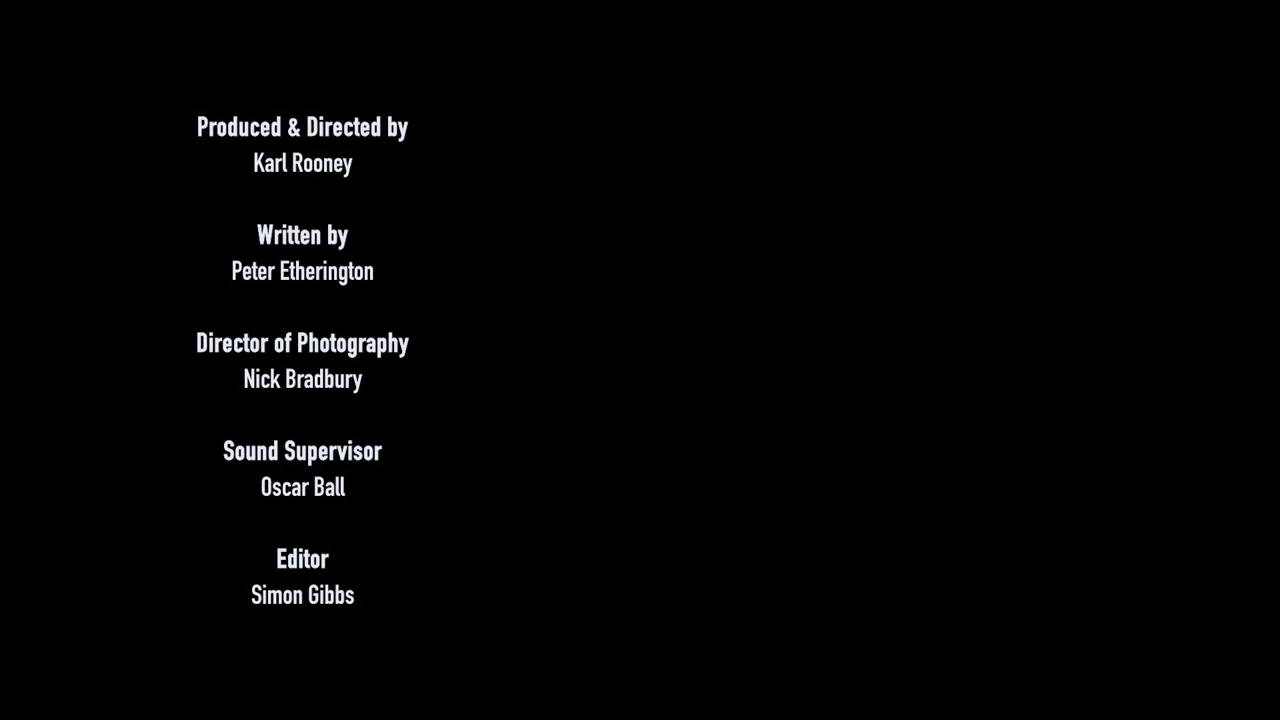 Produced & Directed by
Karl Rooney
Written by
Peter Etherington
Director of Photography
Nick Bradbury
Sound Supervisor
Oscar Ball
Editor
Simon Gibbs